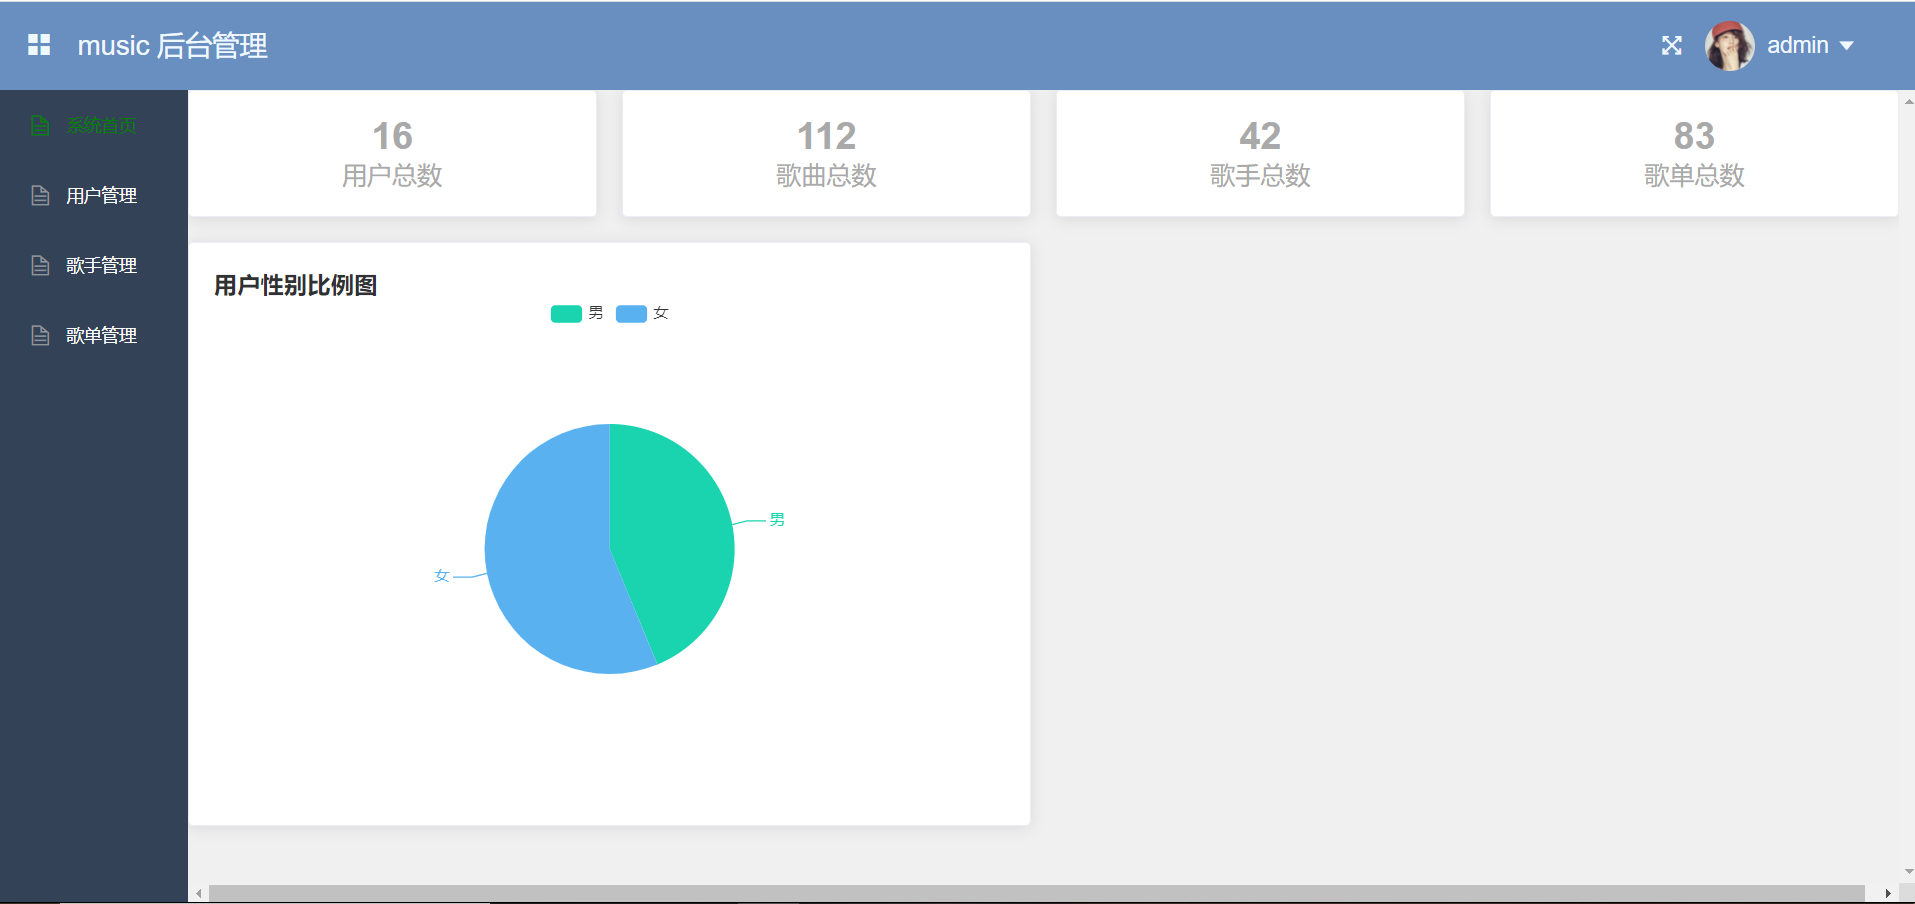 music 后台管理
admin
系统首页
用户管理
歌手管理
歌单管理
16
用户总数
112
歌曲总数
42
歌手总数
83
歌单总数
用户性别比例图
男 女
男
女